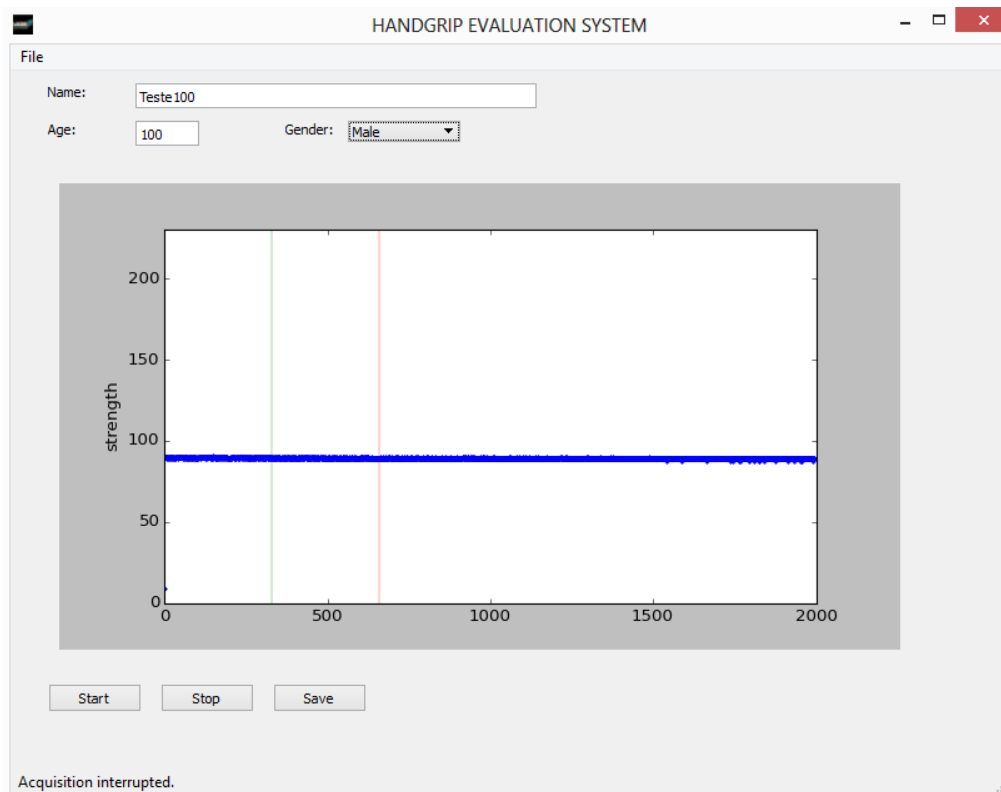 HANDGRIP EVALUATION SYSTEM
File
Name: Teste100
Age: 100 Gender: Male
200
150
100
50
0
strength
0 500 1000 1500 2000
Start Stop Save
Acquisition interrupted.